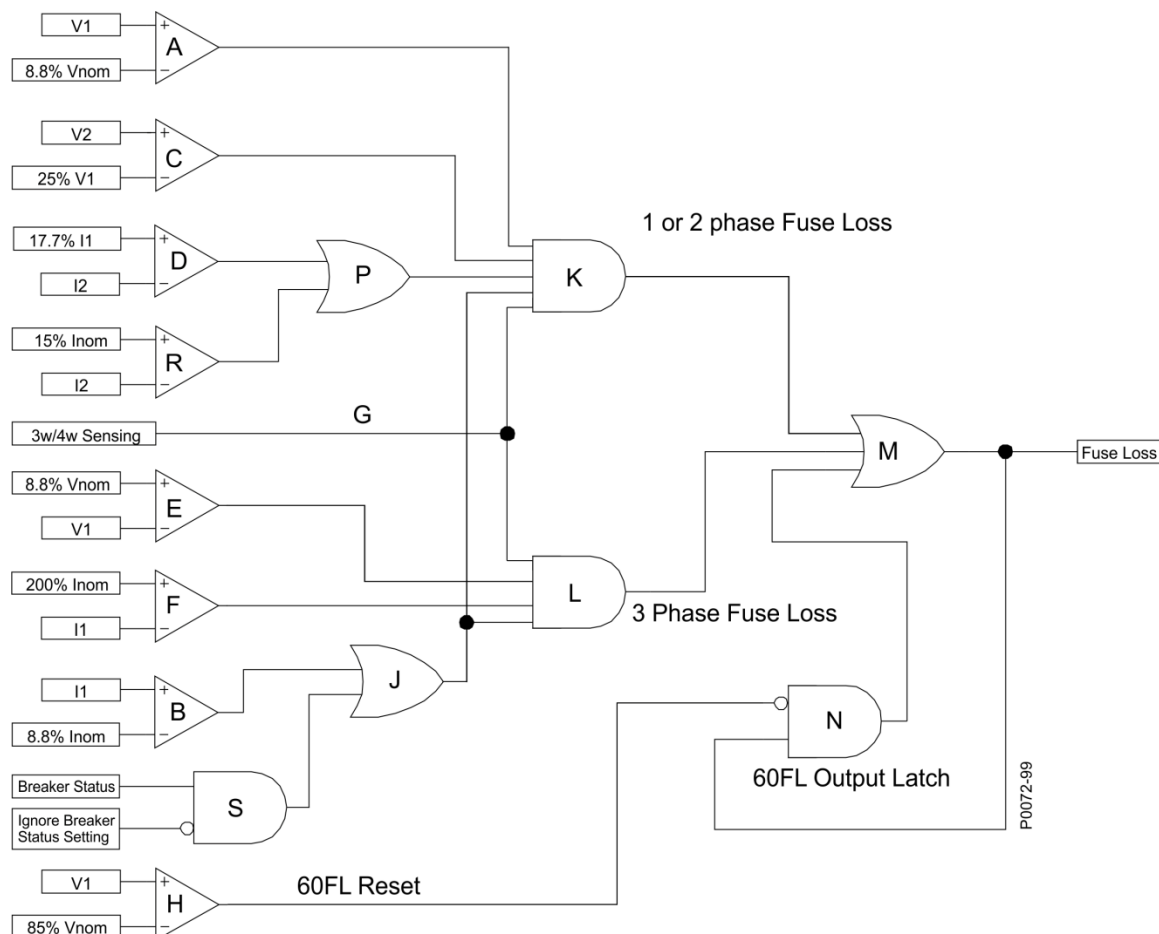 V1
+
A
8.8% Vnom
−
V2
+
C
25% V1
−
1 or 2 phase Fuse Loss
17.7% I1
+
D
I2
−
P
K
15% Inom
+
R
I2
−
G
3w/4w Sensing
M
Fuse Loss
8.8% Vnom
+
E
V1
−
200% Inom
+
F
I1
−
L
3 Phase Fuse Loss
I1
+
B
8.8% Inom
−
J
N
60FL Output Latch
Breaker Status
Ignore Breaker
Status Setting
S
P0072-99
V1
+
H
85% Vnom
−
60FL Reset